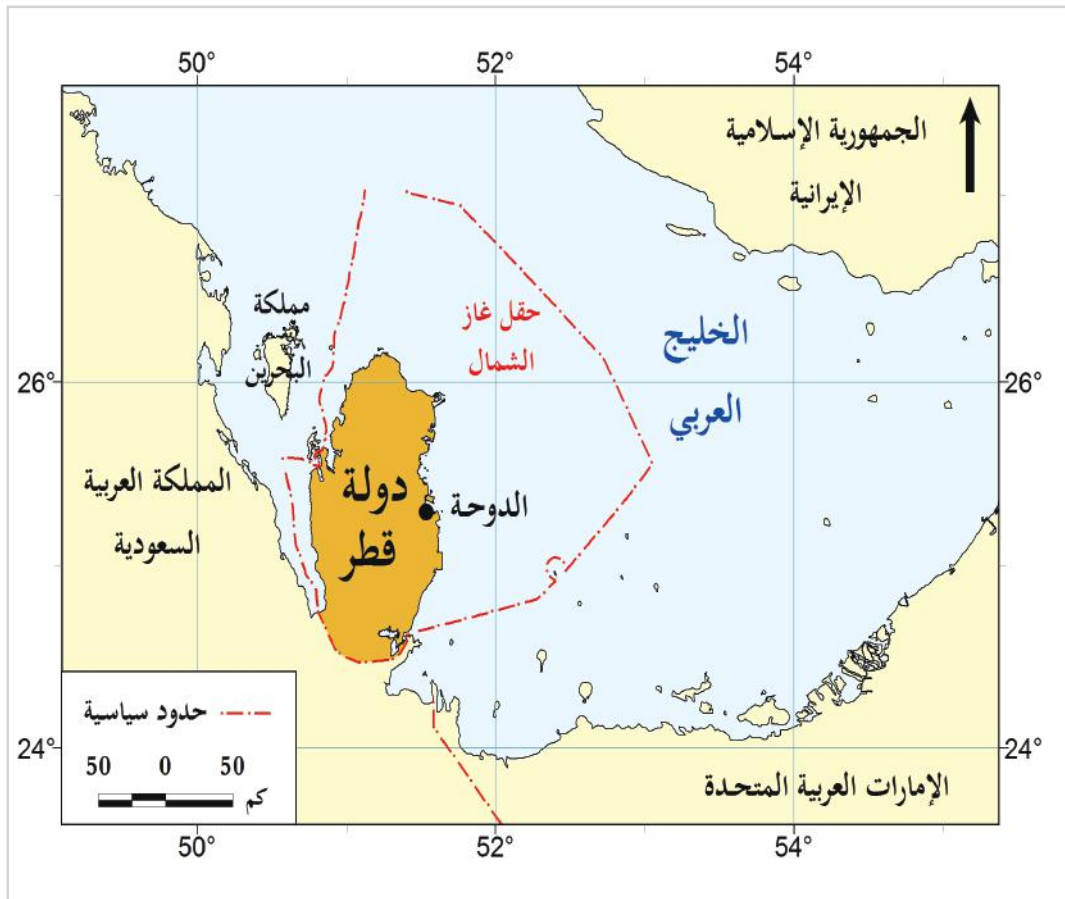 50°
52°
54°
الجمهورية الإسلامية
الإيرانية
مملكة
البحرين
حقل غاز
الشمال
الخليج
العربي
26°
26°
المملكة العربية
السعودية
دولة
قطر
الدوحة
حدود سياسية
50 0 50
كم
24°
24°
الإمارات العربية المتحدة
50°
52°
54°